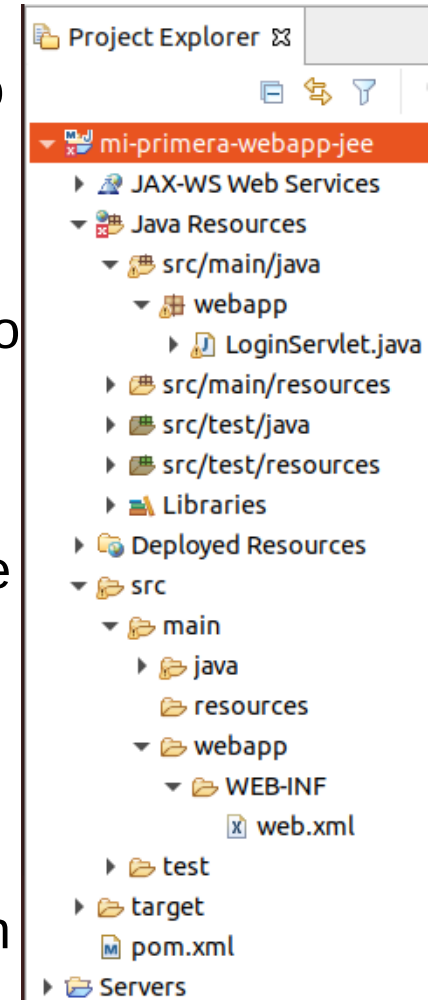 Project Explorer
mi-primera-webapp-jee
JAX-WS Web Services
Java Resources
src/main/java
webapp
LoginServlet.java
src/main/resources
src/test/java
src/test/resources
Libraries
Deployed Resources
src
main
java
resources
webapp
WEB-INF
web.xml
test
target
pom.xml
Servers